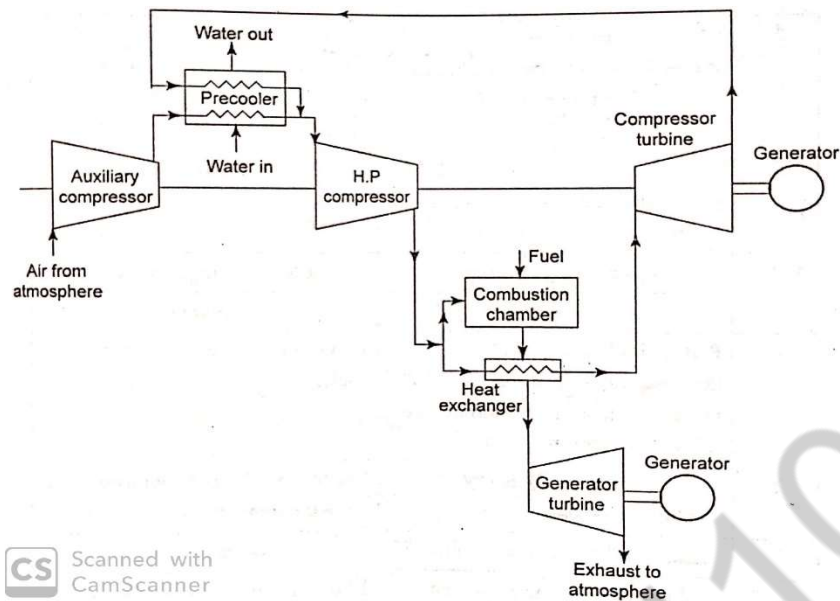 Water out
Precooler
Water in
Auxiliary
compressor
Air from
atmosphere
H.P
compressor
Compressor
turbine
Generator
Fuel
Combustion
chamber
Heat
exchanger
Generator
turbine
Generator
Exhaust to
atmosphere
CS Scanned with
CamScanner
10